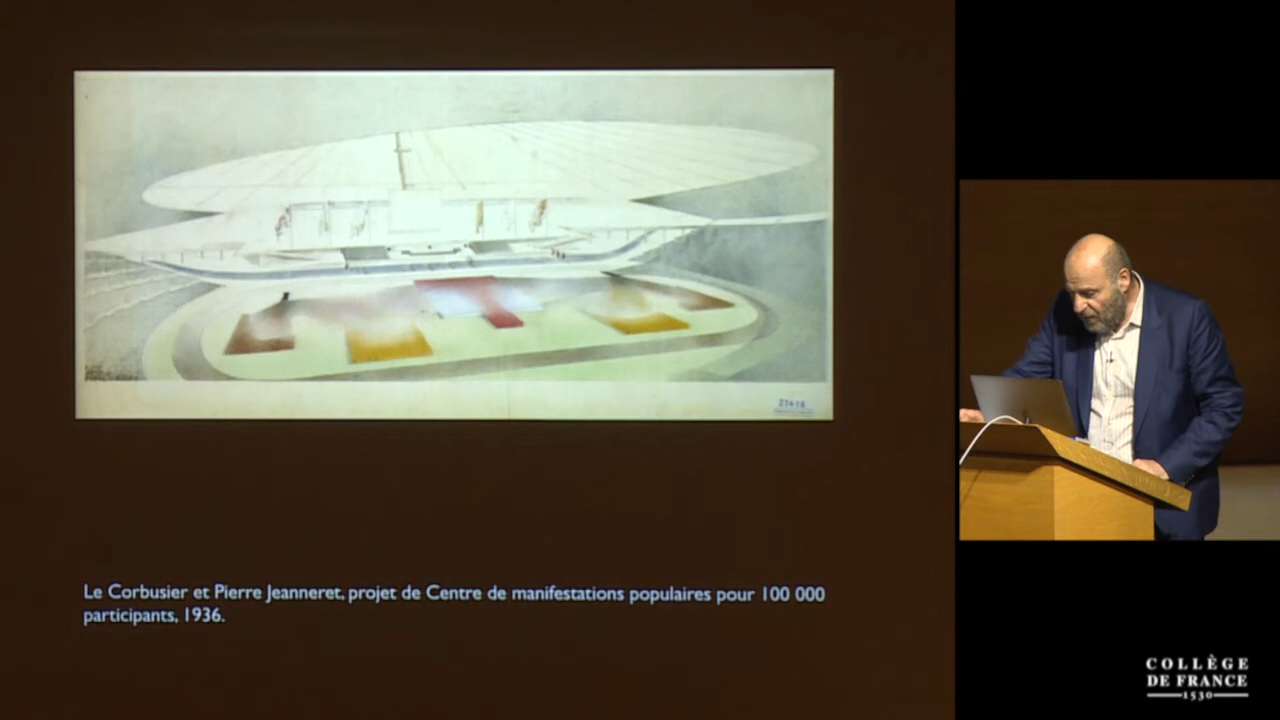 23418
Le Corbusier et Pierre Jeanneret, projet de Centre de manifestations populaires pour 100 000
participants, 1936.
COLLÈGE
DE FRANCE
1530